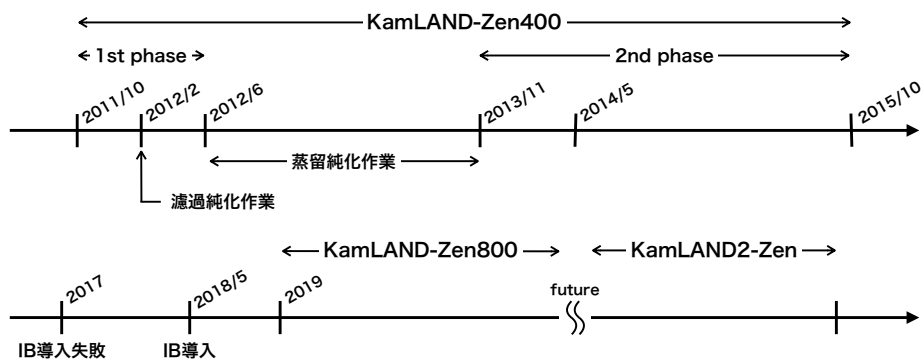 KamLAND-Zen400
1st phase
2nd phase
2011/10
2012/2
2012/6
2013/11
2014/5
2015/10
蒸留純化作業
濾過純化作業
KamLAND-Zen800
KamLAND2-Zen
2017
2018/5
2019
future
IB導入失敗
IB導入